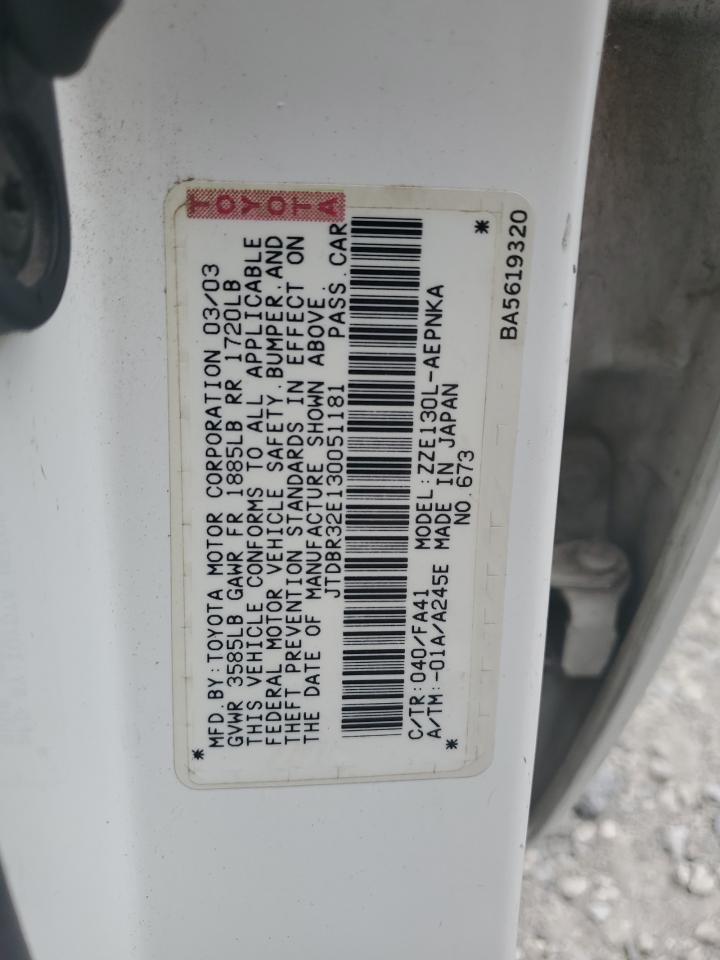 TOYOTA
* MFD.BY:TOYOTA MOTOR CORPORATION 03/03
GVWR 3585LB GAWR FR 1885LB RR 1720LB
THIS VEHICLE CONFORMS TO ALL APPLICABLE
FEDERAL MOTOR VEHICLE SAFETY,BUMPER,AND
THEFT PREVENTION STANDARDS IN EFFECT ON
THE DATE OF MANUFACTURE SHOWN ABOVE.
JTDBR32E130051181 PASS.CAR
C/TR:040/FA41 MODEL:ZZE130L-AEPNKA
A/TM:-01A/A245E MADE IN JAPAN
* NO.673 *
BA5619320